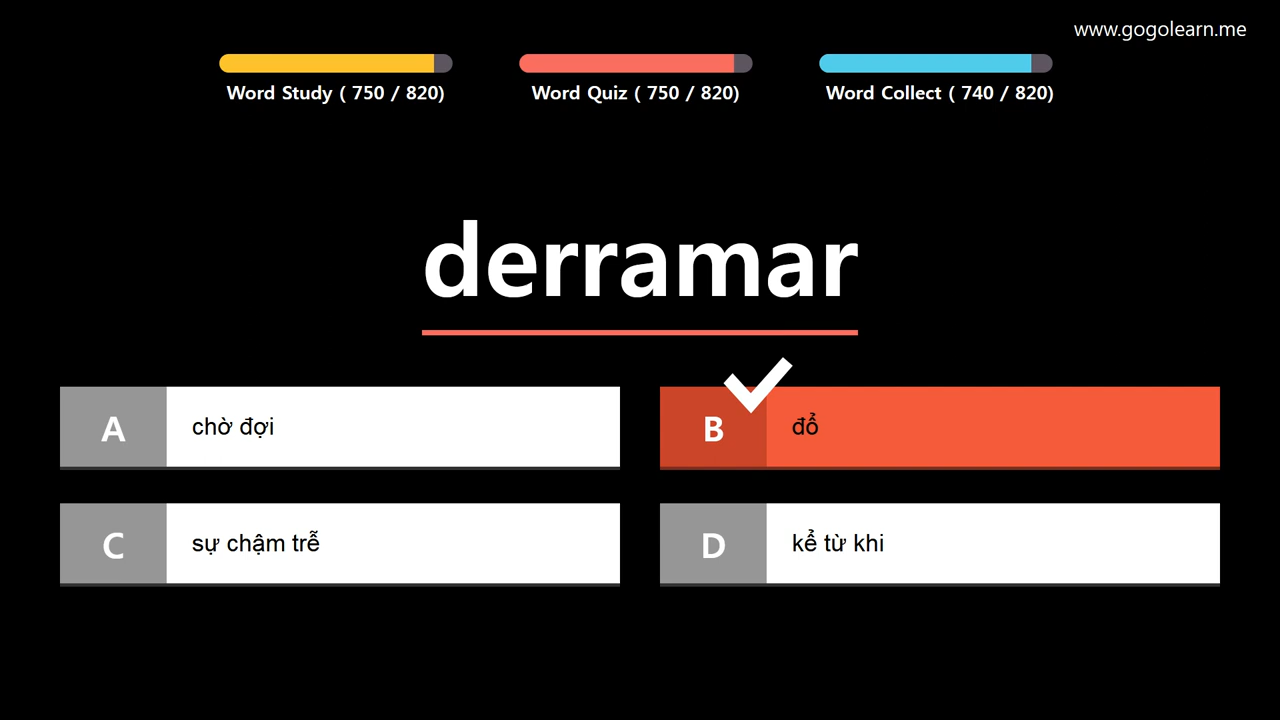 www.gogolearn.me
Word Study ( 750 / 820)
Word Quiz ( 750 / 820)
Word Collect ( 740 / 820)
derramar
A chờ đợi
B đổ
C sự chậm trễ
D kể từ khi